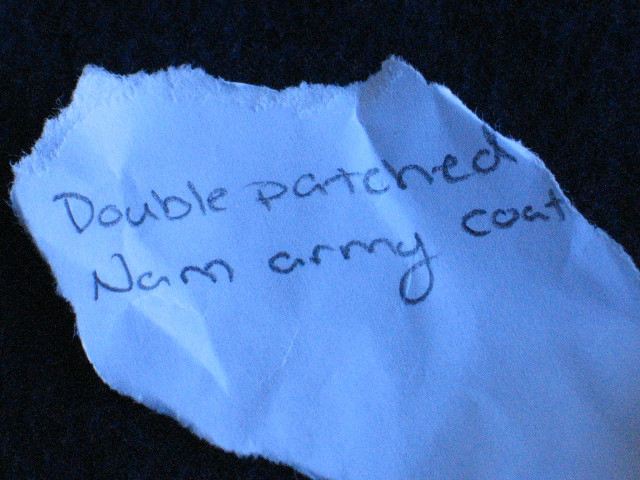 Double patched
Nam army coat